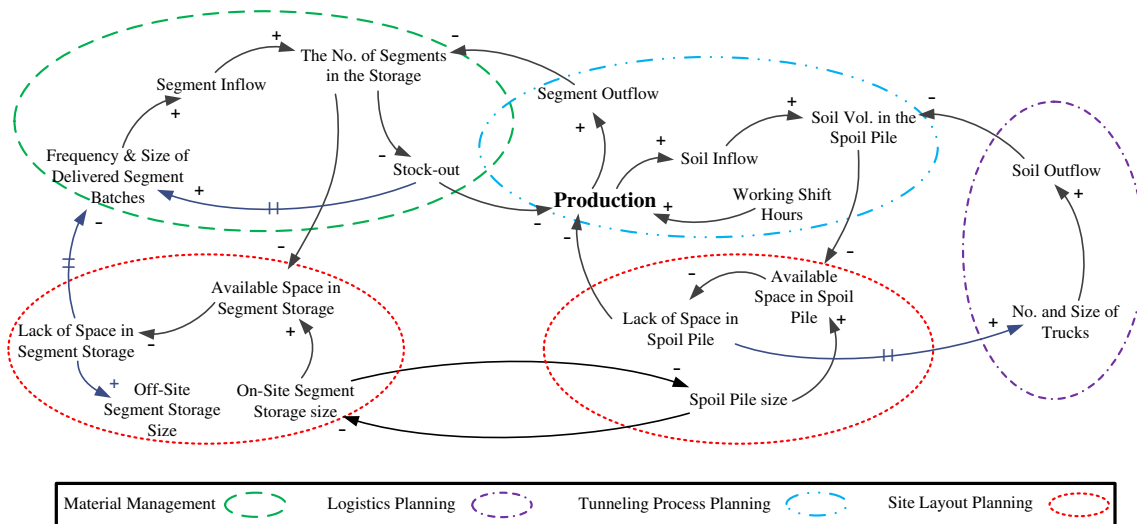 The No. of Segments
in the Storage
Segment Inflow
Segment Outflow
Soil Vol. in the
Spoil Pile
Frequency & Size of
Delivered Segment
Batches
Stock-out
Soil Inflow
Soil Outflow
Production
Working Shift
Hours
Available Space in
Segment Storage
Available
Space in Spoil
Pile
Lack of Space in
Segment Storage
Lack of Space in
Spoil Pile
No. and Size of
Trucks
Off-Site
Segment Storage
Size
On-Site Segment
Storage size
Spoil Pile size
Material Management
Logistics Planning
Tunneling Process Planning
Site Layout Planning